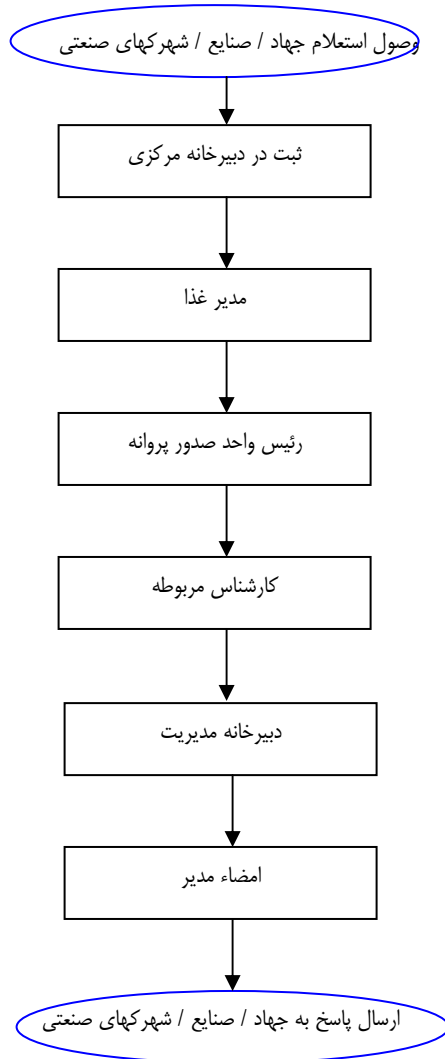 وصول استعلام جهاد / صنایع / شهرکهای صنعتی
ثبت در دبیرخانه مرکزی
مدیر غذا
رئیس واحد صدور پروانه
کارشناس مربوطه
دبیرخانه مدیریت
امضاء مدیر
ارسال پاسخ به جهاد / صنایع / شهرکهای صنعتی